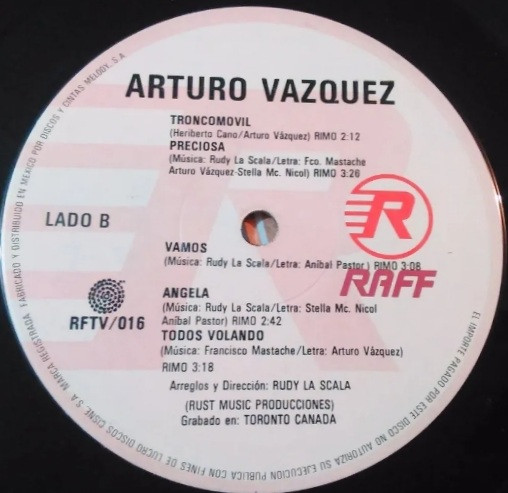 ARTURO VAZQUEZ
TRONCOMOVIL
(Heriberto Cano/Arturo Vázquez) RIMO 2:12
PRECIOSA
(Música: Rudy La Scala/Letra: Fco. Mastache
Arturo Vázquez-Stella Mc. Nicol) RIMO 3:26
LADO B
R
RAFF
VAMOS
(Música: Rudy La Scala/Letra: Aníbal Pastor) RIMO 3:08
ANGELA
(Música: Rudy La Scala/Letra: Stella Mc. Nicol
Aníbal Pastor) RIMO 2:42
RFTV/016
TODOS VOLANDO
(Música: Francisco Mastache/Letra: Arturo Vázquez)
RIMO 3:18
Arreglos y Dirección: RUDY LA SCALA
(RUST MUSIC PRODUCCIONES)
Grabado en: TORONTO CANADA
MARCA REGISTRADA. FABRICADO Y DISTRIBUIDO EN MEXICO POR DISCOS Y CINTAS MELODY, S.A.
EL IMPORTE PAGADO POR ESTE DISCO NO AUTORIZA SU EJECUCION PUBLICA CON FINES DE LUCRO DISCOS CISNE, S.A.